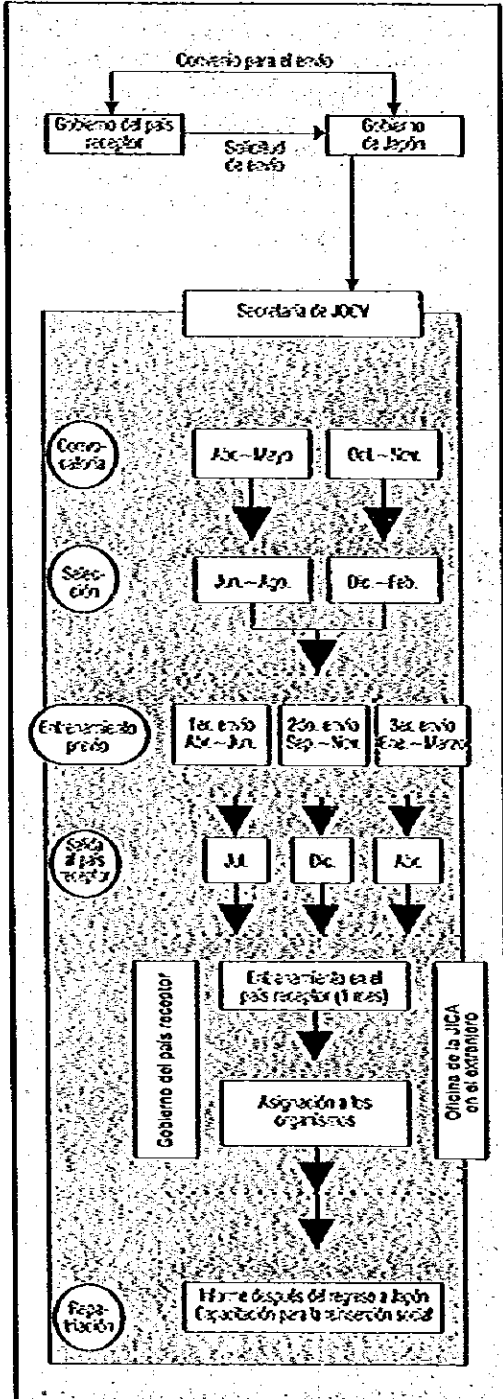 Convenio para el envío
Gobierno del país
receptor
Solicitud
de envío
Gobierno
de Japón
Secretaría de JOCV
Convo-
catoria
Abr.~Mayo
Oct.~Nov.
Selec-
ción
Jun.~Ago.
Dic.~Feb.
Entrenamiento
previo
1er. envío
Abr.~Jun.
2do. envío
Sep.~Nov.
3er. envío
Ene.~Marzo
Salida
al país
receptor
Jul.
Dic.
Abr.
Gobierno del país receptor
Entrenamiento en el
país receptor (1 mes)
Asignación a los
organismos
Oficina de la JICA
en el extranjero
Repa-
triación
Informe después del regreso a Japón
Capacitación para la reinserción social